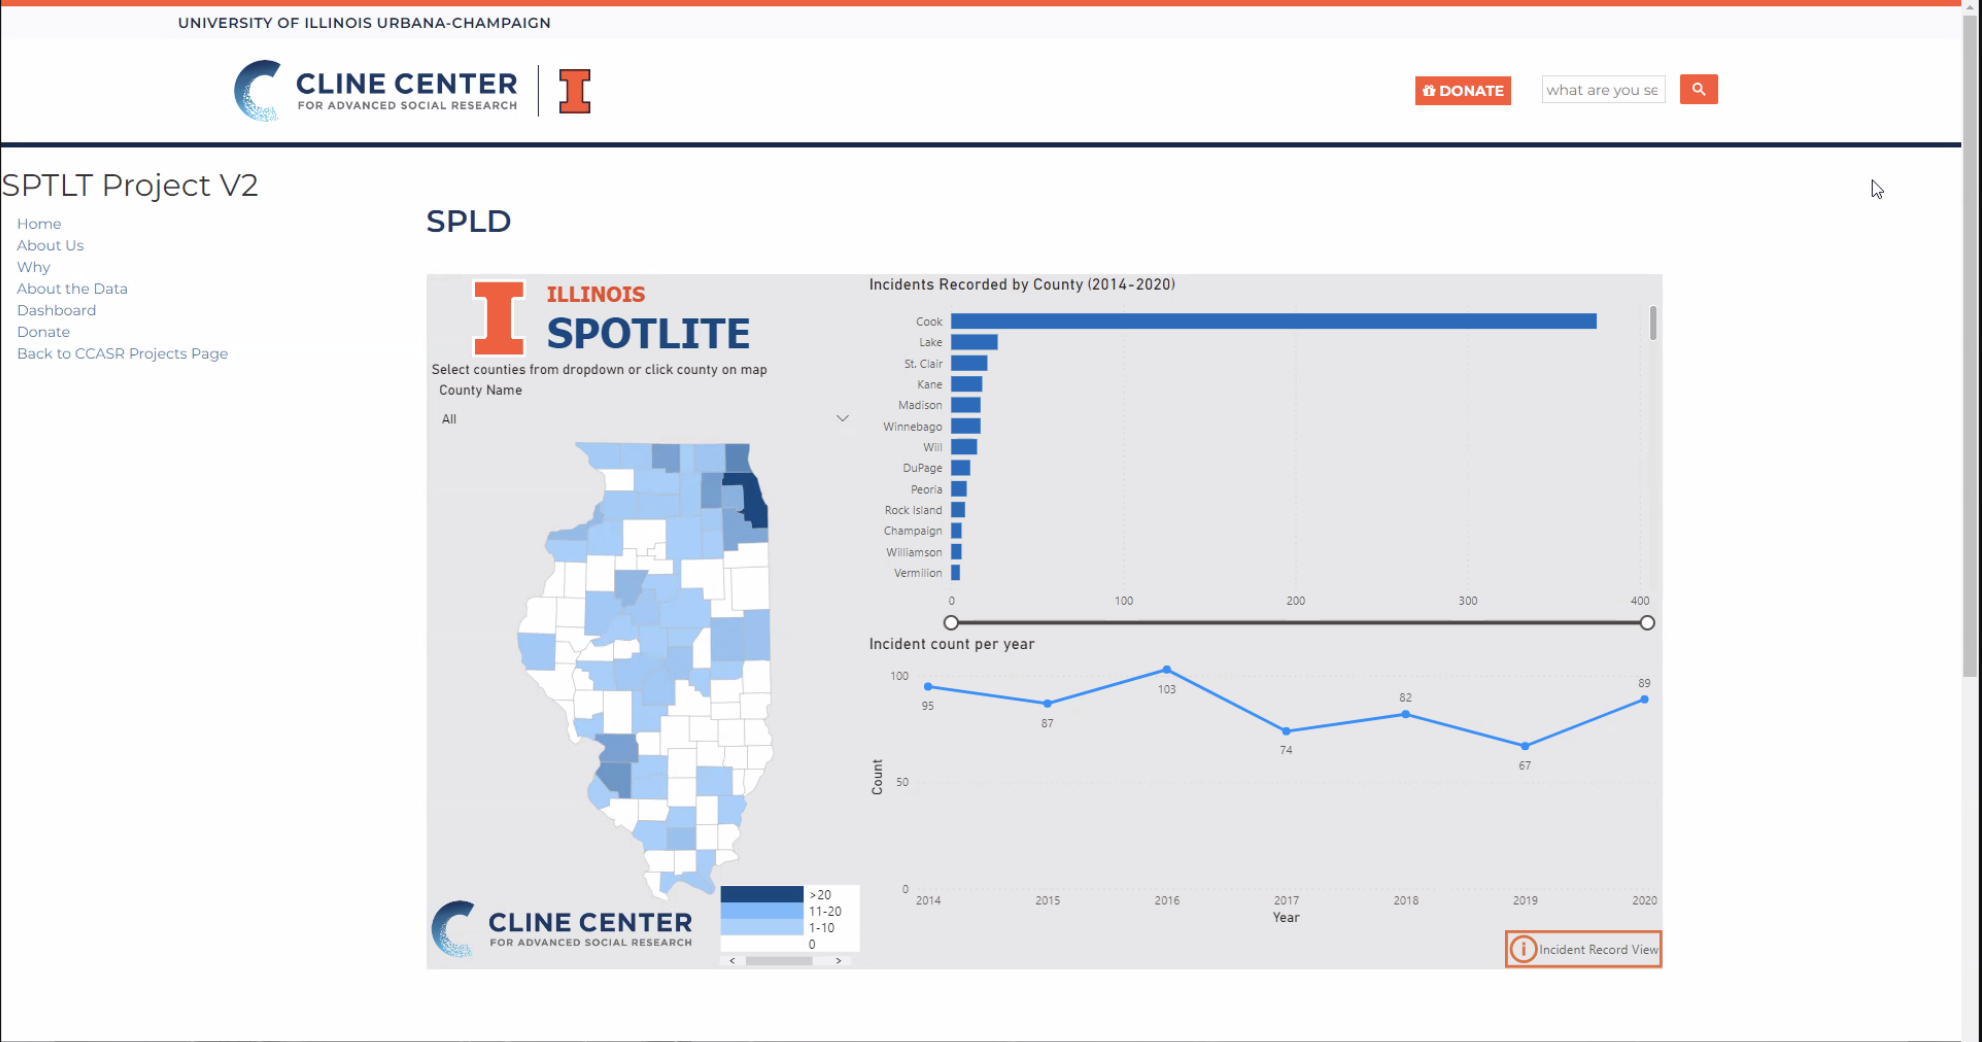 UNIVERSITY OF ILLINOIS URBANA-CHAMPAIGN
CLINE CENTER
FOR ADVANCED SOCIAL RESEARCH
DONATE
what are you se
SPTLT Project V2
Home
About Us
Why
About the Data
Dashboard
Donate
Back to CCASR Projects Page
SPLD
ILLINOIS
SPOTLITE
Select counties from dropdown or click county on map
County Name
All
>20
11-20
1-10
0
CLINE CENTER
FOR ADVANCED SOCIAL RESEARCH
Incidents Recorded by County (2014-2020)
Cook
Lake
St. Clair
Kane
Madison
Winnebago
Will
DuPage
Peoria
Rock Island
Champaign
Williamson
Vermilion
0 100 200 300 400
Incident count per year
100
50
0
Count
95 87 103 74 82 67 89
2014 2015 2016 2017 2018 2019 2020
Year
Incident Record View